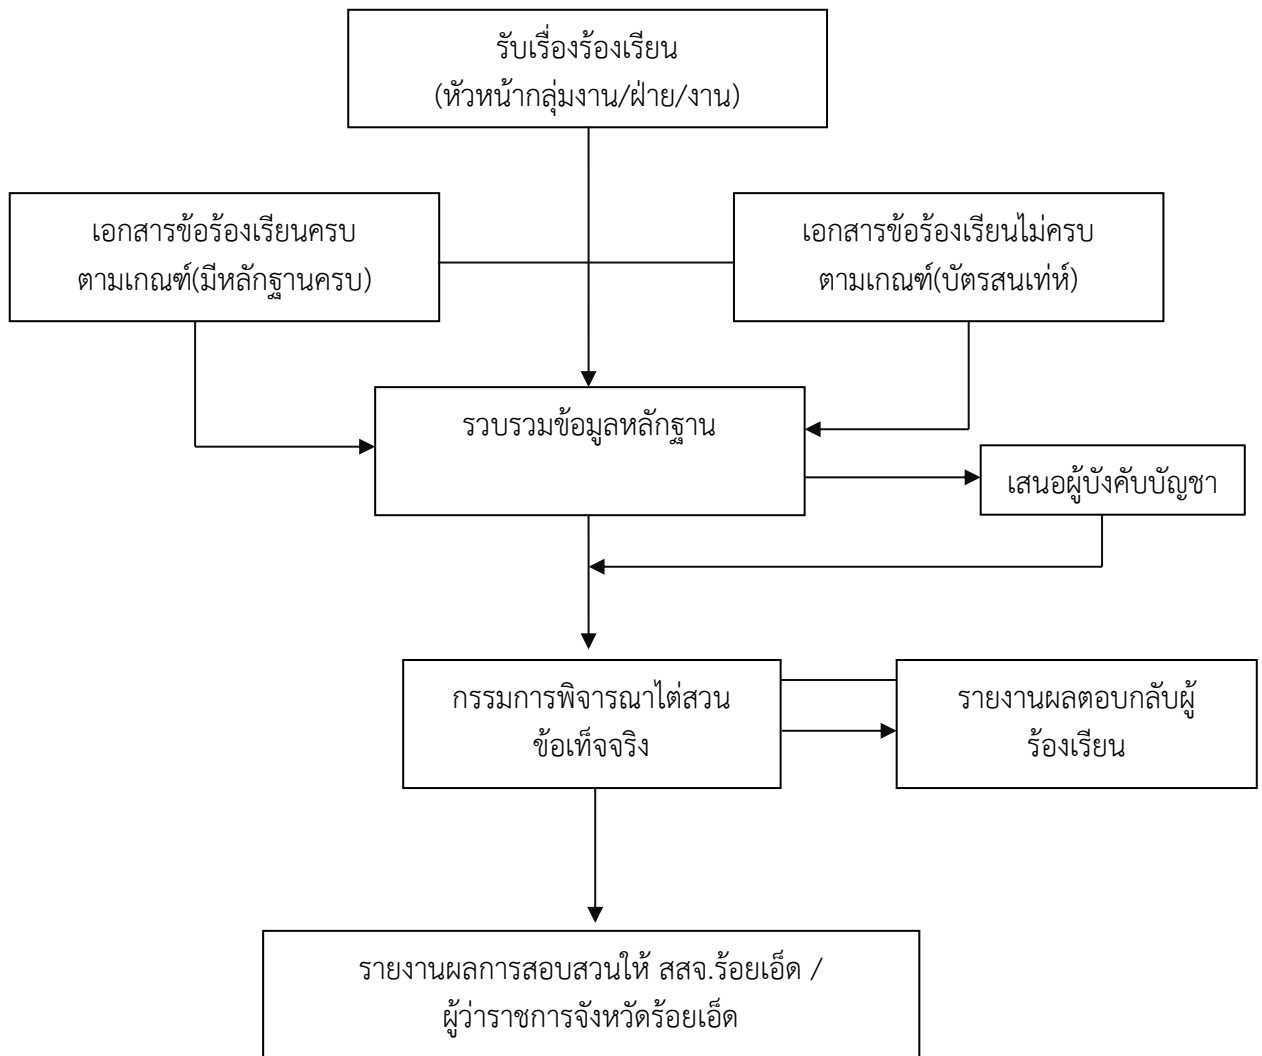 รับเรื่องร้องเรียน
(หัวหน้ากลุ่มงาน/ฝ่าย/งาน)
เอกสารข้อร้องเรียนครบ
ตามเกณฑ์(มีหลักฐานครบ)
เอกสารข้อร้องเรียนไม่ครบ
ตามเกณฑ์(บัตรสนเท่ห์)
รวบรวมข้อมูลหลักฐาน
เสนอผู้บังคับบัญชา
กรรมการพิจารณาไต่สวน
ข้อเท็จจริง
รายงานผลตอบกลับผู้
ร้องเรียน
รายงานผลการสอบสวนให้ สสจ.ร้อยเอ็ด /
ผู้ว่าราชการจังหวัดร้อยเอ็ด